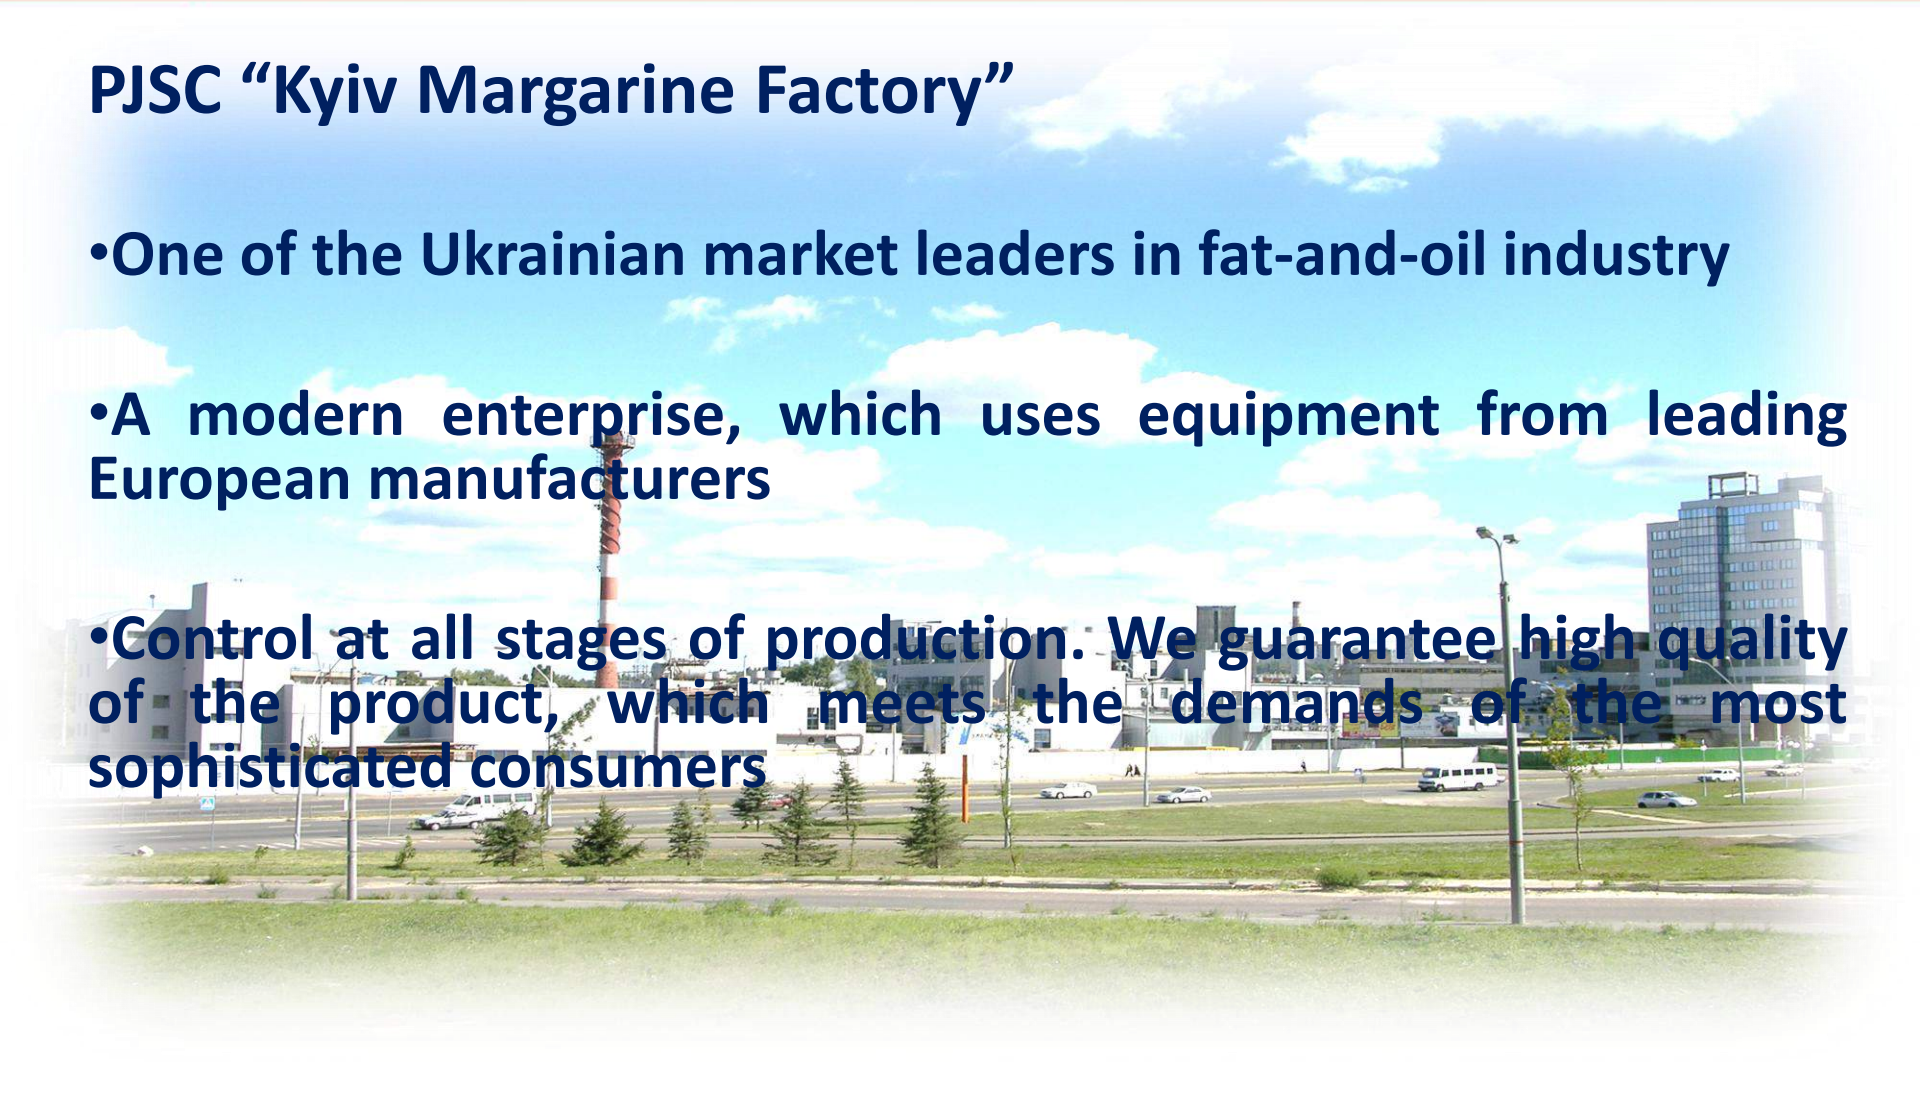 PJSC “Kyiv Margarine Factory”
•One of the Ukrainian market leaders in fat-and-oil industry
•A modern enterprise, which uses equipment from leading
European manufacturers
•Control at all stages of production. We guarantee high quality
of the product, which meets the demands of the most
sophisticated consumers